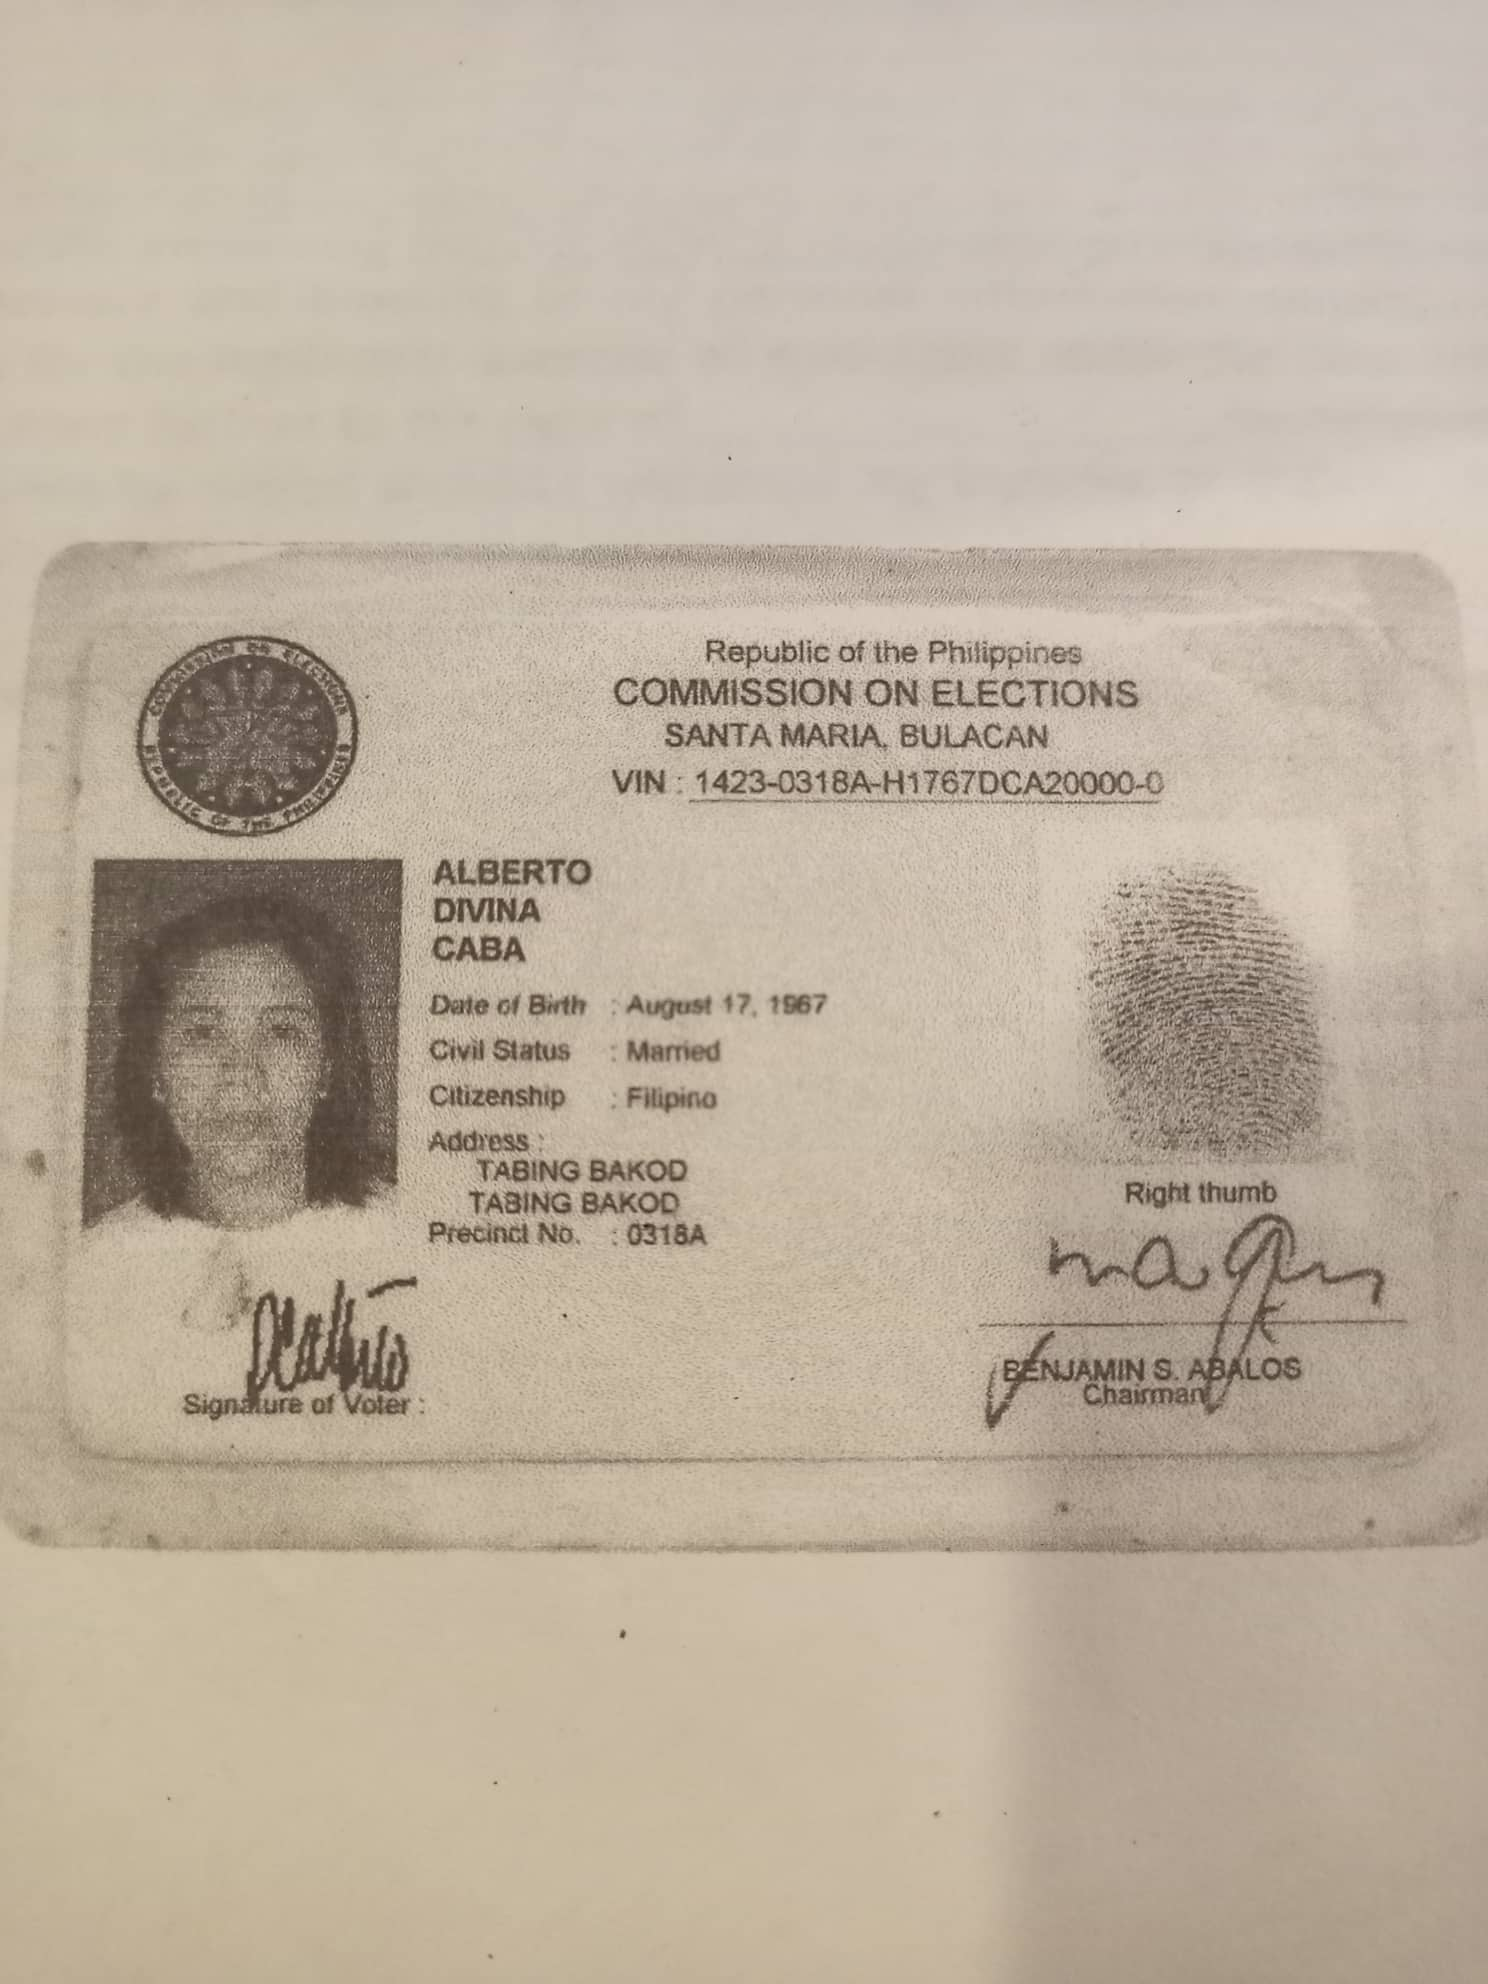 COMMISSION ON ELECTIONS
REPUBLIC OF THE PHILIPPINES
Republic of the Philippines
COMMISSION ON ELECTIONS
SANTA MARIA, BULACAN
VIN : 1423-0318A-H1767DCA20000-0
ALBERTO
DIVINA
CABA
Date of Birth : August 17, 1967
Civil Status : Married
Citizenship : Filipino
Address :
TABING BAKOD
TABING BAKOD
Precinct No. : 0318A
Right thumb
Signature of Voter :
BENJAMIN S. ABALOS
Chairman